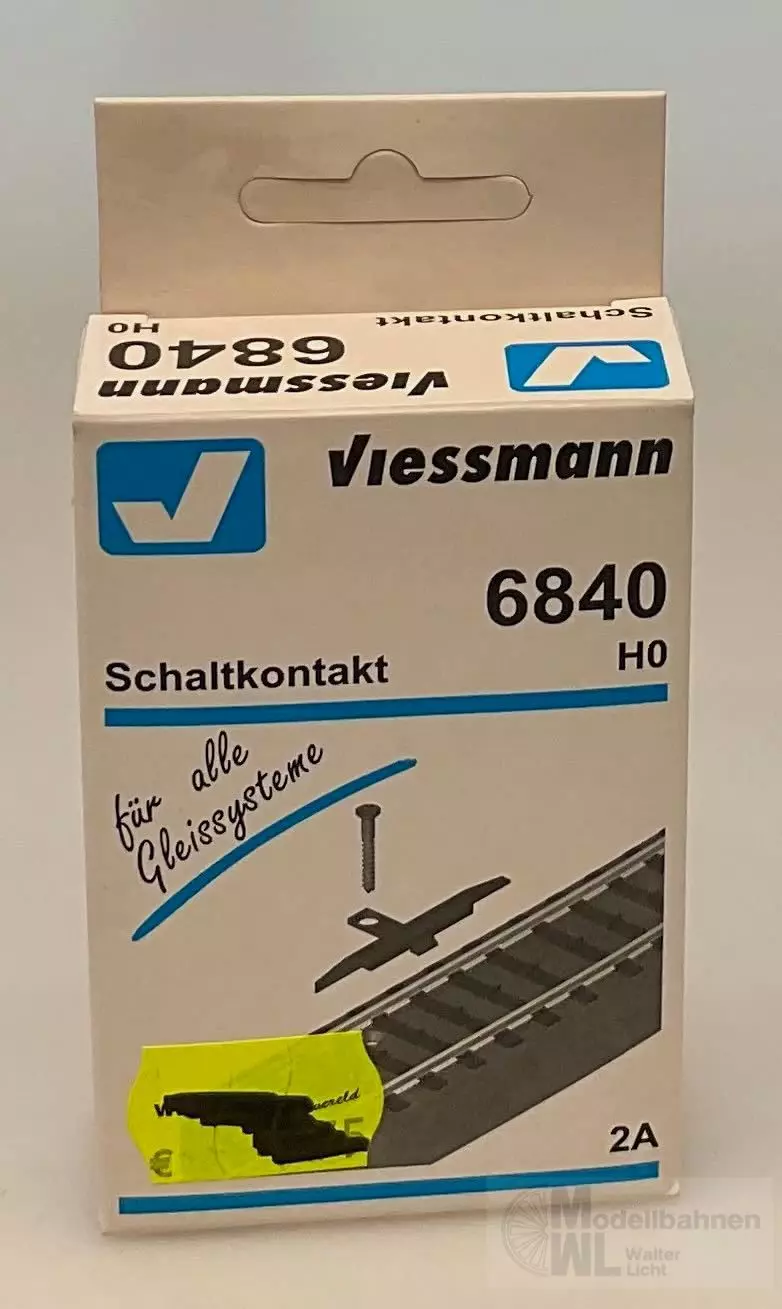 Schaltkontakt
H0
6840
Viessmann
Viessmann
6840
H0
Schaltkontakt
für alle
Gleissysteme
€
2A
Modellbahnen
WL Walter
Licht